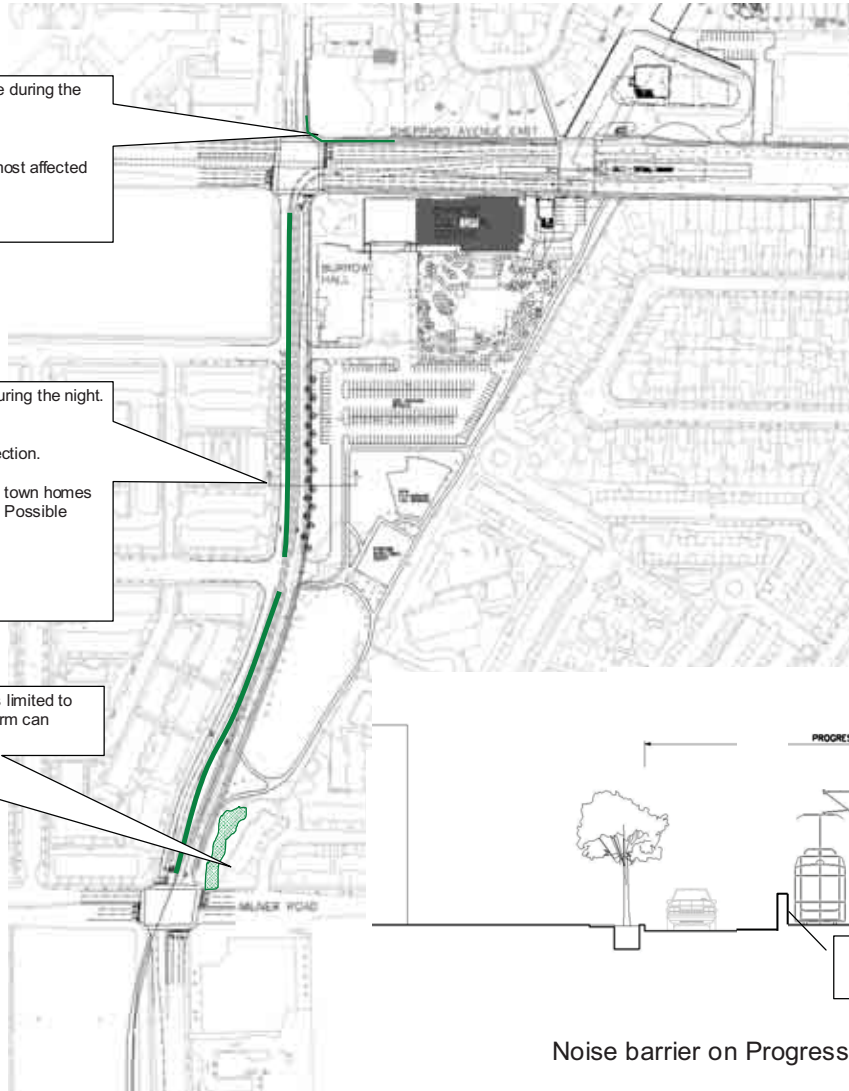 e during the
SHEPPARD AVENUE EAST
nost affected
BURROW
HALL
uring the night.
ection.
town homes
Possible
s limited to
rm can
PROGRES
MILNER ROAD
Noise barrier on Progress